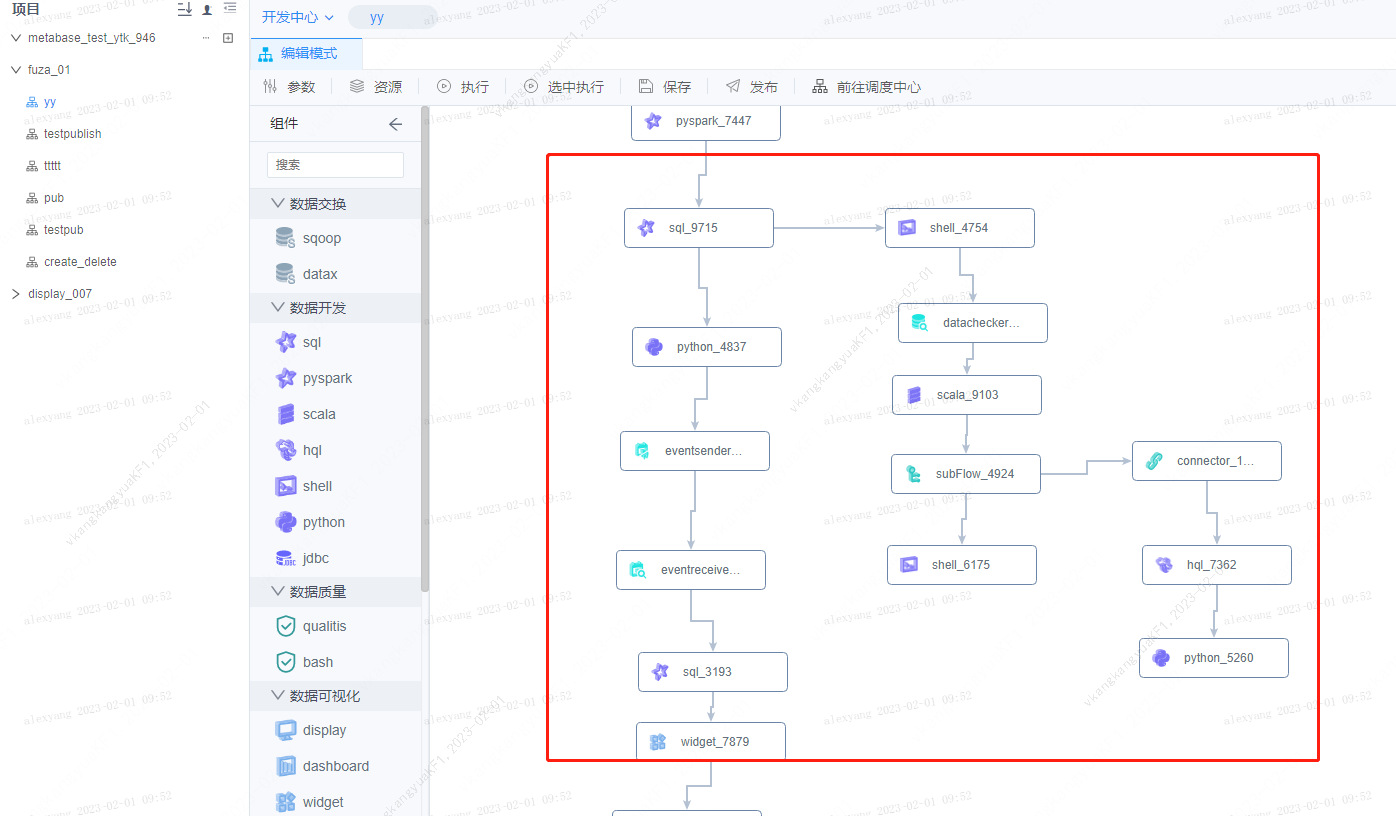 项目
metabase_test_ytk_946
fuza_01
yy
testpublish
ttttt
pub
testpub
create_delete
display_007
开发中心
yy
编辑模式
参数
资源
执行
选中执行
保存
发布
前往调度中心
组件
搜索
数据交换
sqoop
datax
数据开发
sql
pyspark
scala
hql
shell
python
jdbc
数据质量
qualitis
bash
数据可视化
display
dashboard
widget
pyspark_7447
sql_9715
shell_4754
python_4837
datachecker...
scala_9103
eventsender...
subFlow_4924
connector_1...
eventreceive...
shell_6175
hql_7362
sql_3193
python_5260
widget_7879
alexyang 2023-02-01 09:52
vkangkangyuaKF1, 2023-02-01